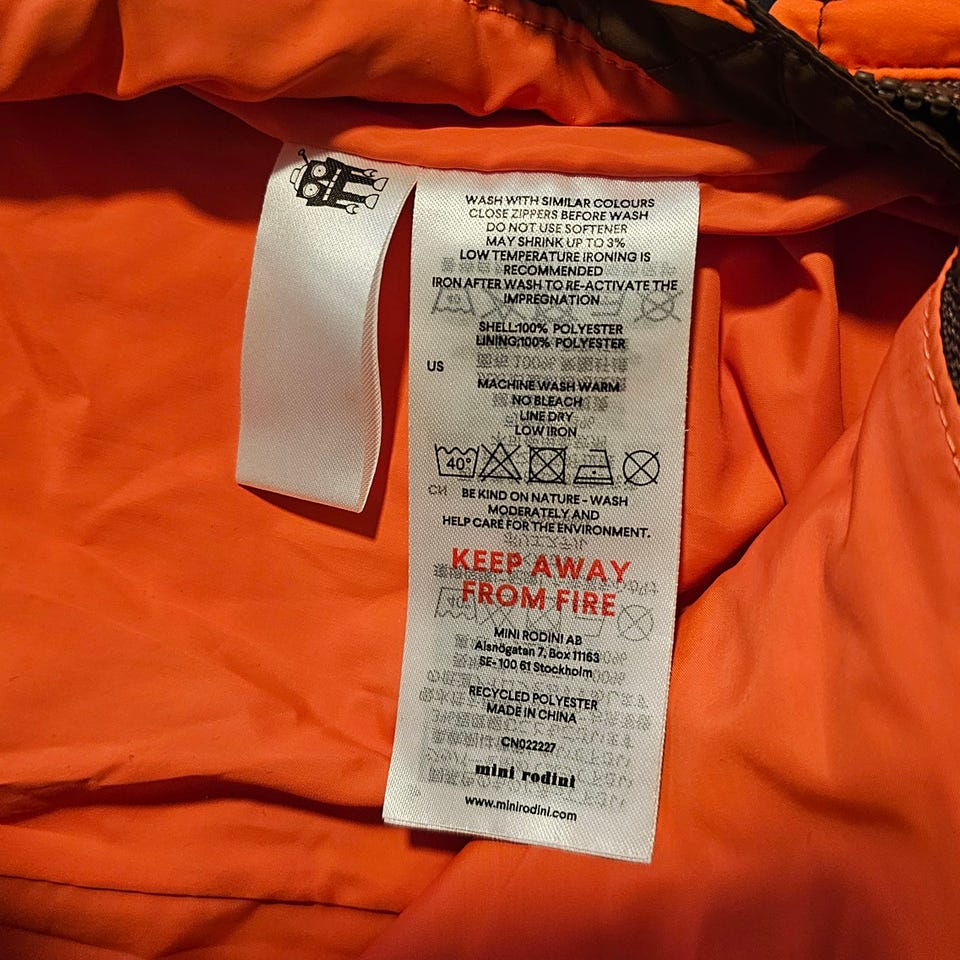 WASH WITH SIMILAR COLOURS
CLOSE ZIPPERS BEFORE WASH
DO NOT USE SOFTENER
MAY SHRINK UP TO 3%
LOW TEMPERATURE IRONING IS
RECOMMENDED
IRON AFTER WASH TO RE-ACTIVATE THE
IMPREGNATION
SHELL:100% POLYESTER
LINING:100% POLYESTER
US
MACHINE WASH WARM
NO BLEACH
LINE DRY
LOW IRON
40°
CN
BE KIND ON NATURE - WASH
MODERATELY AND
HELP CARE FOR THE ENVIRONMENT.
KEEP AWAY
FROM FIRE
MINI RODINI AB
Alsnögatan 7, Box 11163
SE- 100 61 Stockholm
RECYCLED POLYESTER
MADE IN CHINA
CN022227
mini rodini
www.minirodini.com